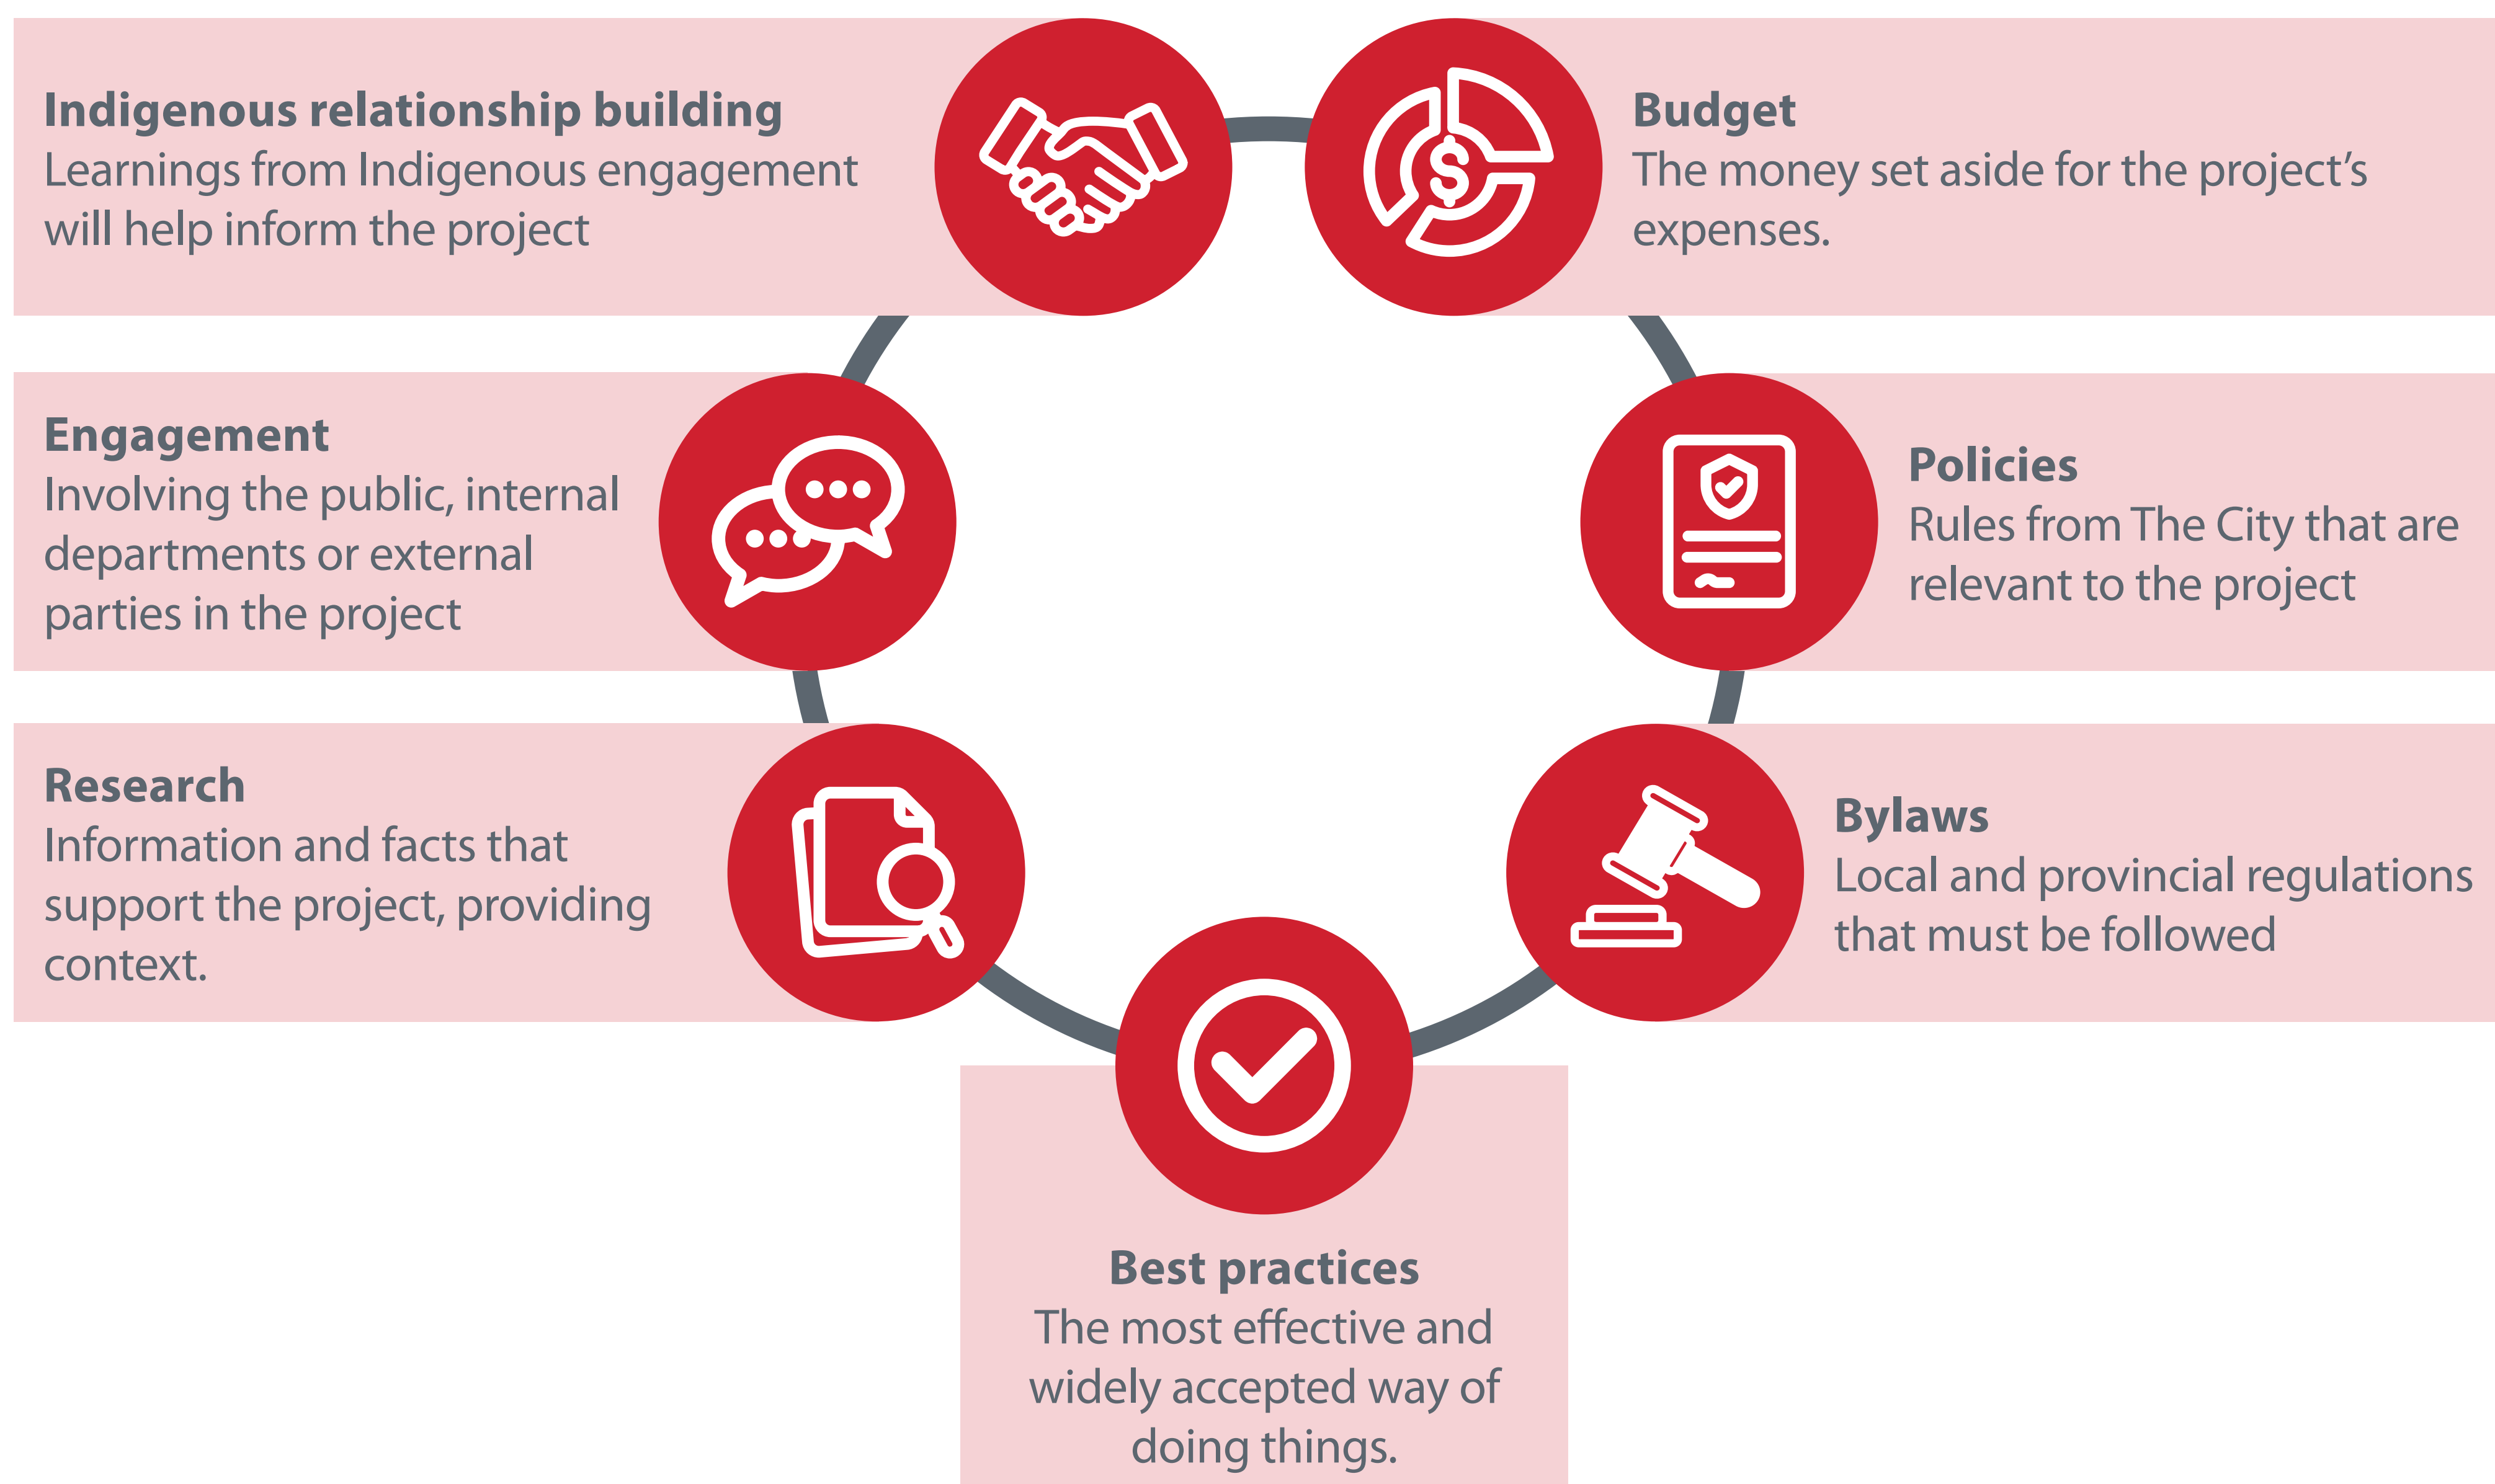 Indigenous relationship building
Learnings from Indigenous engagement
will help inform the project
Budget
The money set aside for the project’s
expenses.
Engagement
Involving the public, internal
departments or external
parties in the project
Policies
Rules from The City that are
relevant to the project
Research
Information and facts that
support the project, providing
context.
Bylaws
Local and provincial regulations
that must be followed
Best practices
The most effective and
widely accepted way of
doing things.